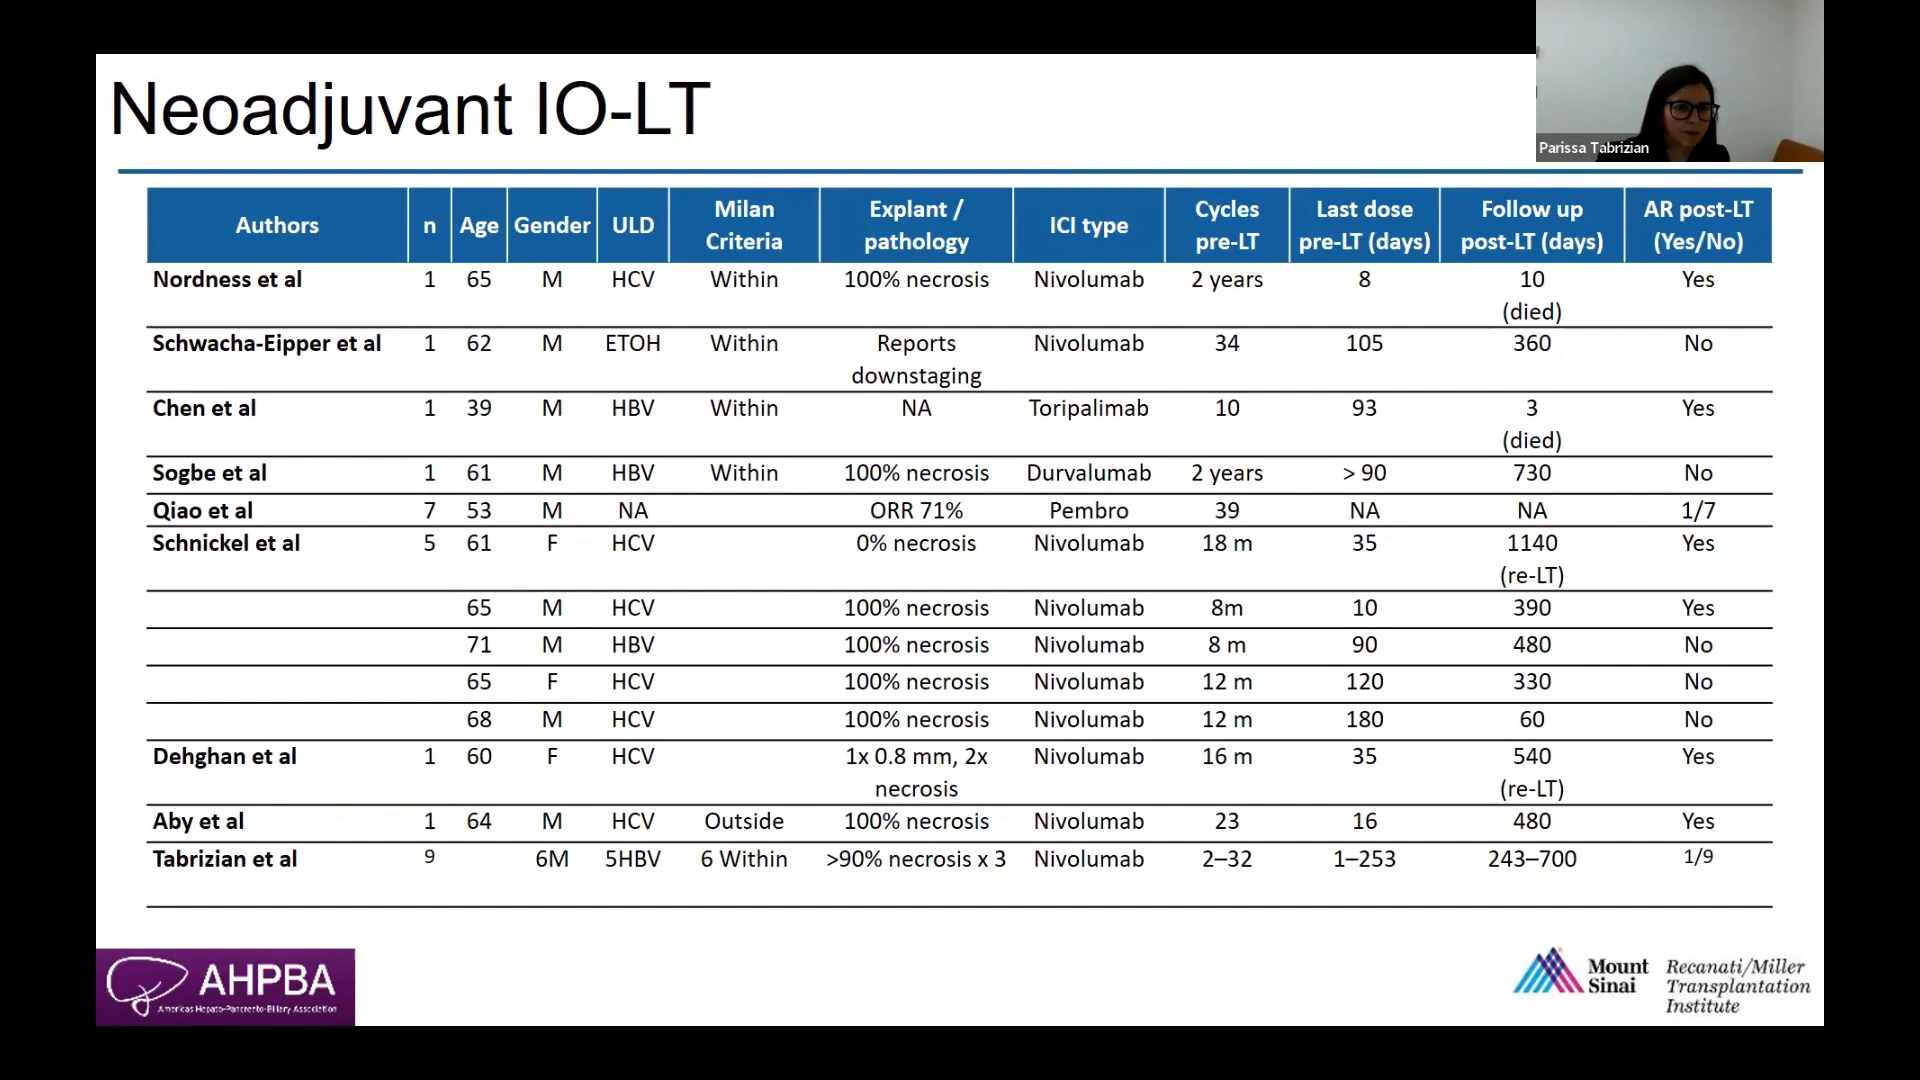 Neoadjuvant IO-LT
Parissa Tabrizian
Authors n Age Gender ULD Milan Criteria Explant / pathology ICI type Cycles pre-LT Last dose pre-LT (days) Follow up post-LT (days) AR post-LT (Yes/No)
Nordness et al 1 65 M HCV Within 100% necrosis Nivolumab 2 years 8 10 (died) Yes
Schwacha-Eipper et al 1 62 M ETOH Within Reports downstaging Nivolumab 34 105 360 No
Chen et al 1 39 M HBV Within NA Toripalimab 10 93 3 (died) Yes
Sogbe et al 1 61 M HBV Within 100% necrosis Durvalumab 2 years > 90 730 No
Qiao et al 7 53 M NA ORR 71% Pembro 39 NA NA 1/7
Schnickel et al 5 61 F HCV 0% necrosis Nivolumab 18 m 35 1140 (re-LT) Yes
65 M HCV 100% necrosis Nivolumab 8m 10 390 Yes
71 M HBV 100% necrosis Nivolumab 8 m 90 480 No
65 F HCV 100% necrosis Nivolumab 12 m 120 330 No
68 M HCV 100% necrosis Nivolumab 12 m 180 60 No
Dehghan et al 1 60 F HCV 1x 0.8 mm, 2x necrosis Nivolumab 16 m 35 540 (re-LT) Yes
Aby et al 1 64 M HCV Outside 100% necrosis Nivolumab 23 16 480 Yes
Tabrizian et al 9 6M 5HBV 6 Within >90% necrosis x 3 Nivolumab 2–32 1–253 243–700 1/9
AHPBA
Americas Hepato-Pancreato-Biliary Association
Mount Sinai
Recanati/Miller
Transplantation
Institute